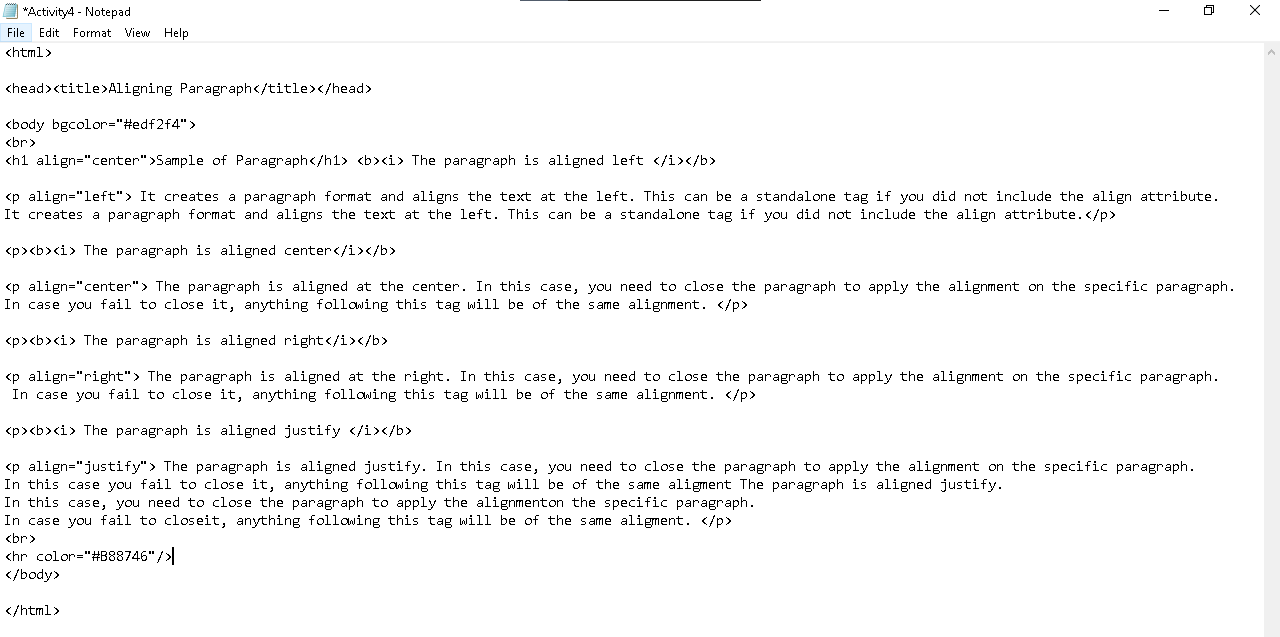 *Activity4 - Notepad
File Edit Format View Help
<html>
<head><title>Aligning Paragraph</title></head>
<body bgcolor="#edf2f4">
<br>
<h1 align="center">Sample of Paragraph</h1> <b><i> The paragraph is aligned left </i></b>
<p align="left"> It creates a paragraph format and aligns the text at the left. This can be a standalone tag if you did not include the align attribute.
It creates a paragraph format and aligns the text at the left. This can be a standalone tag if you did not include the align attribute.</p>
<p><b><i> The paragraph is aligned center</i></b>
<p align="center"> The paragraph is aligned at the center. In this case, you need to close the paragraph to apply the alignment on the specific paragraph.
In case you fail to close it, anything following this tag will be of the same alignment. </p>
<p><b><i> The paragraph is aligned right</i></b>
<p align="right"> The paragraph is aligned at the right. In this case, you need to close the paragraph to apply the alignment on the specific paragraph.
In case you fail to close it, anything following this tag will be of the same alignment. </p>
<p><b><i> The paragraph is aligned justify </i></b>
<p align="justify"> The paragraph is aligned justify. In this case, you need to close the paragraph to apply the alignment on the specific paragraph.
In this case you fail to close it, anything following this tag will be of the same aligment The paragraph is aligned justify.
In this case, you need to close the paragraph to apply the alignmenton the specific paragraph.
In case you fail to closeit, anything following this tag will be of the same aligment. </p>
<br>
<hr color="#B88746"/>
</body>
</html>